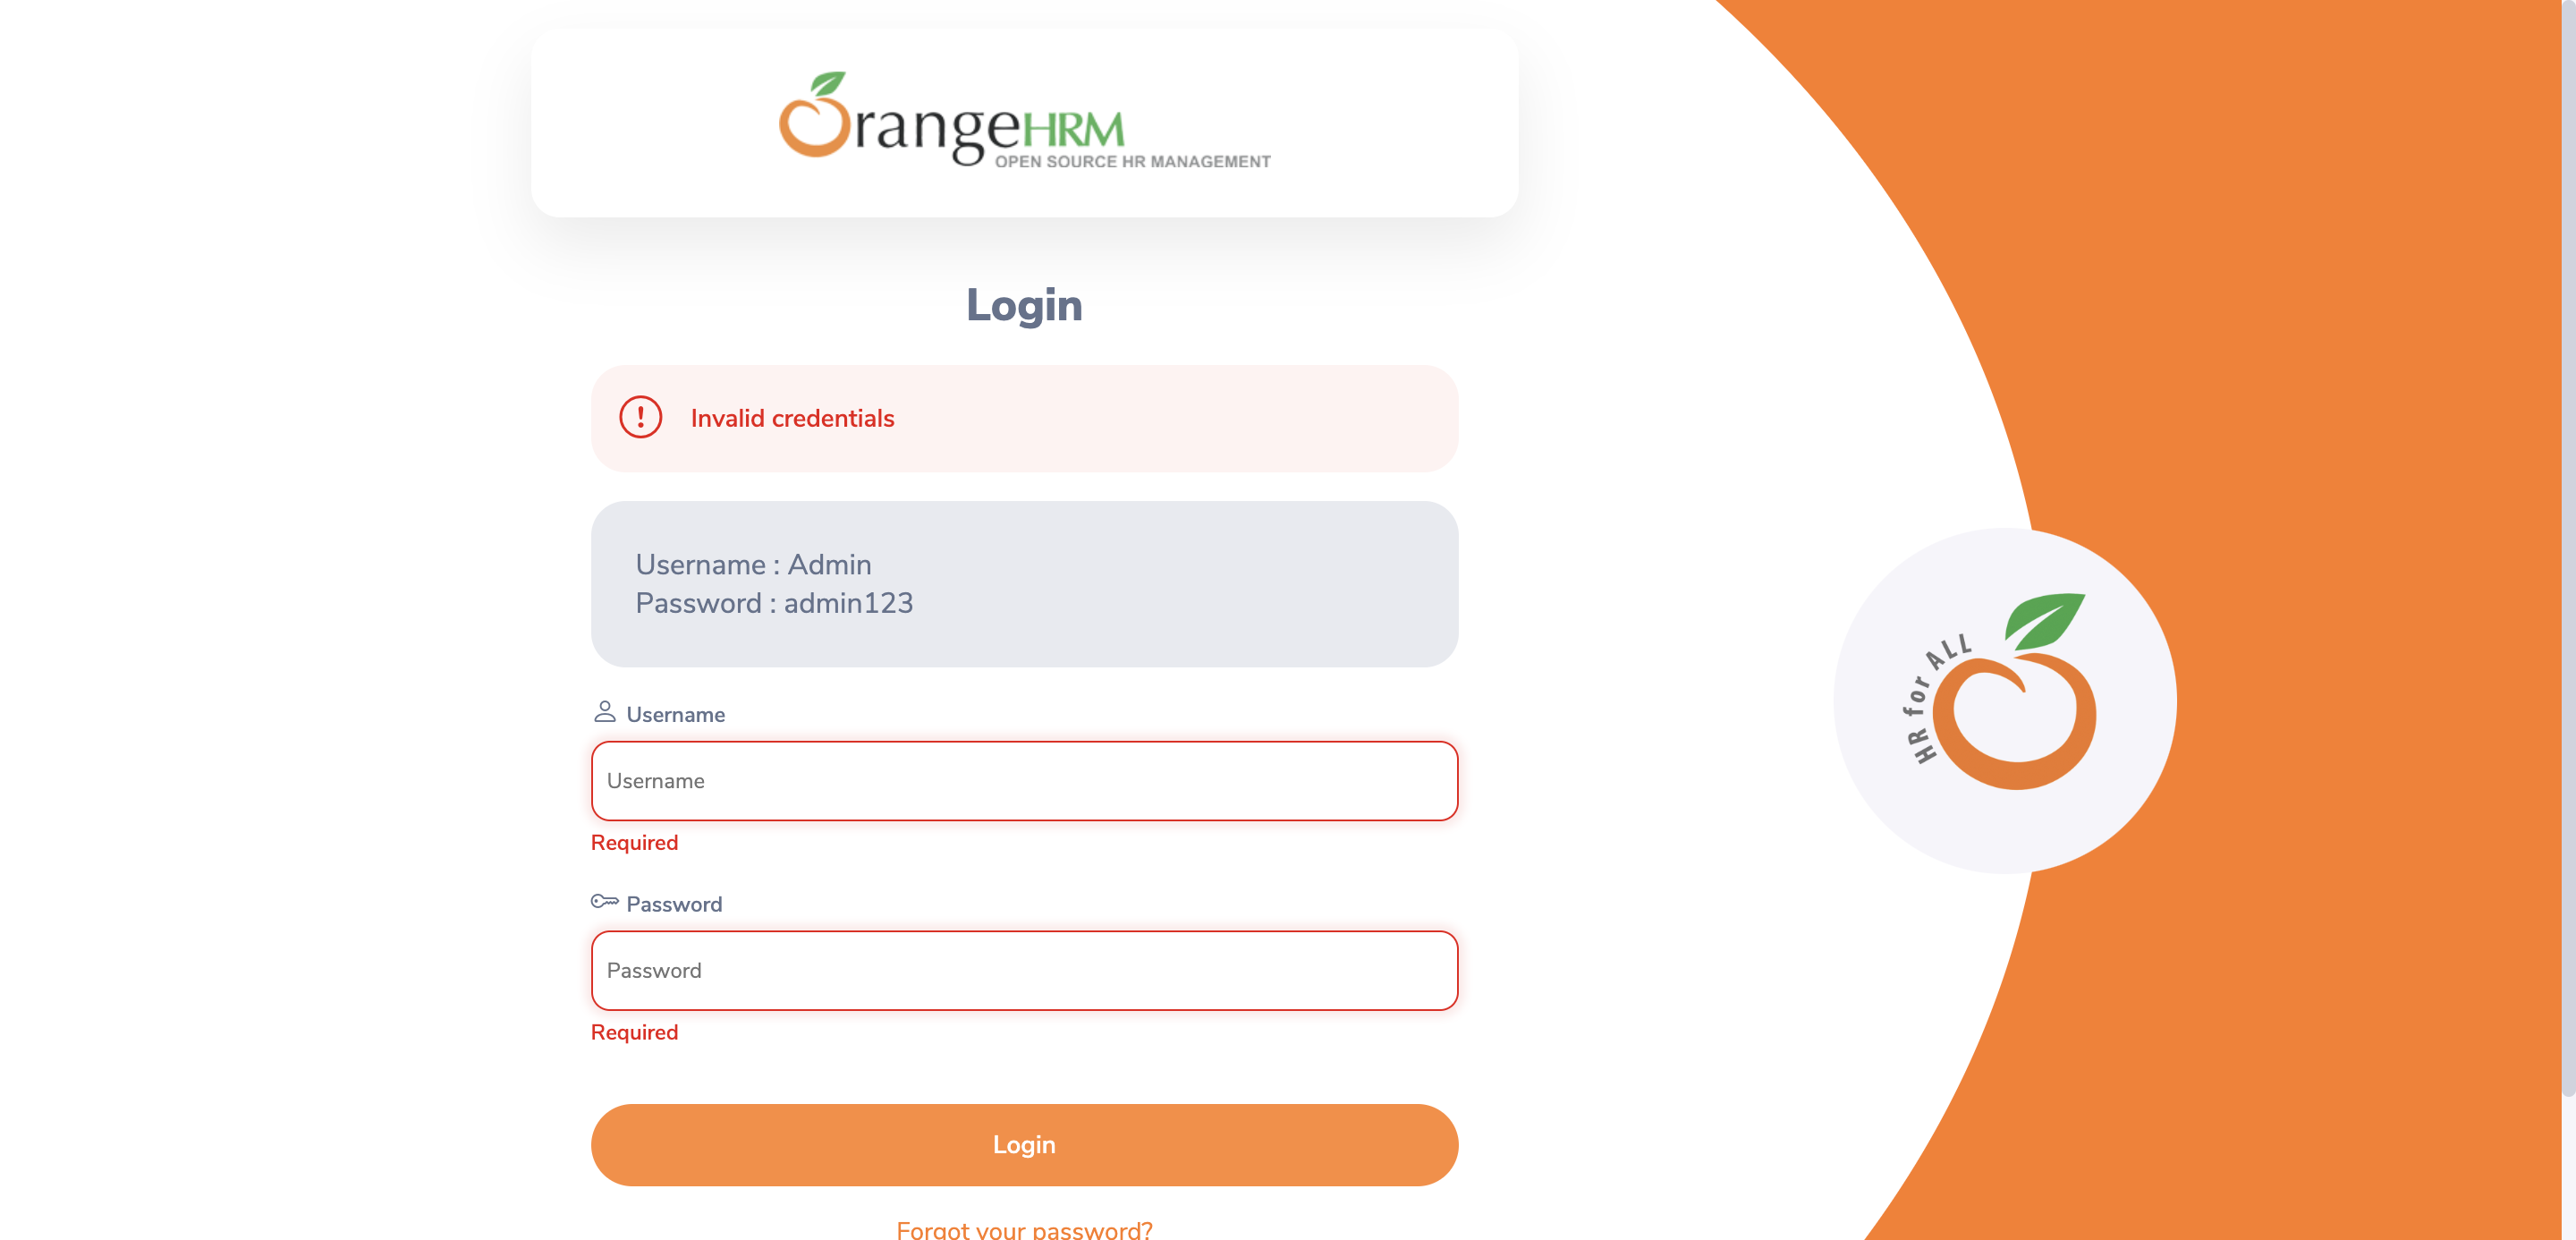 OrangeHRM
OPEN SOURCE HR MANAGEMENT
Login
Invalid credentials
Username : Admin
Password : admin123
Username
Username
Required
Password
Password
Required
Login
Forgot your password?
HR for ALL